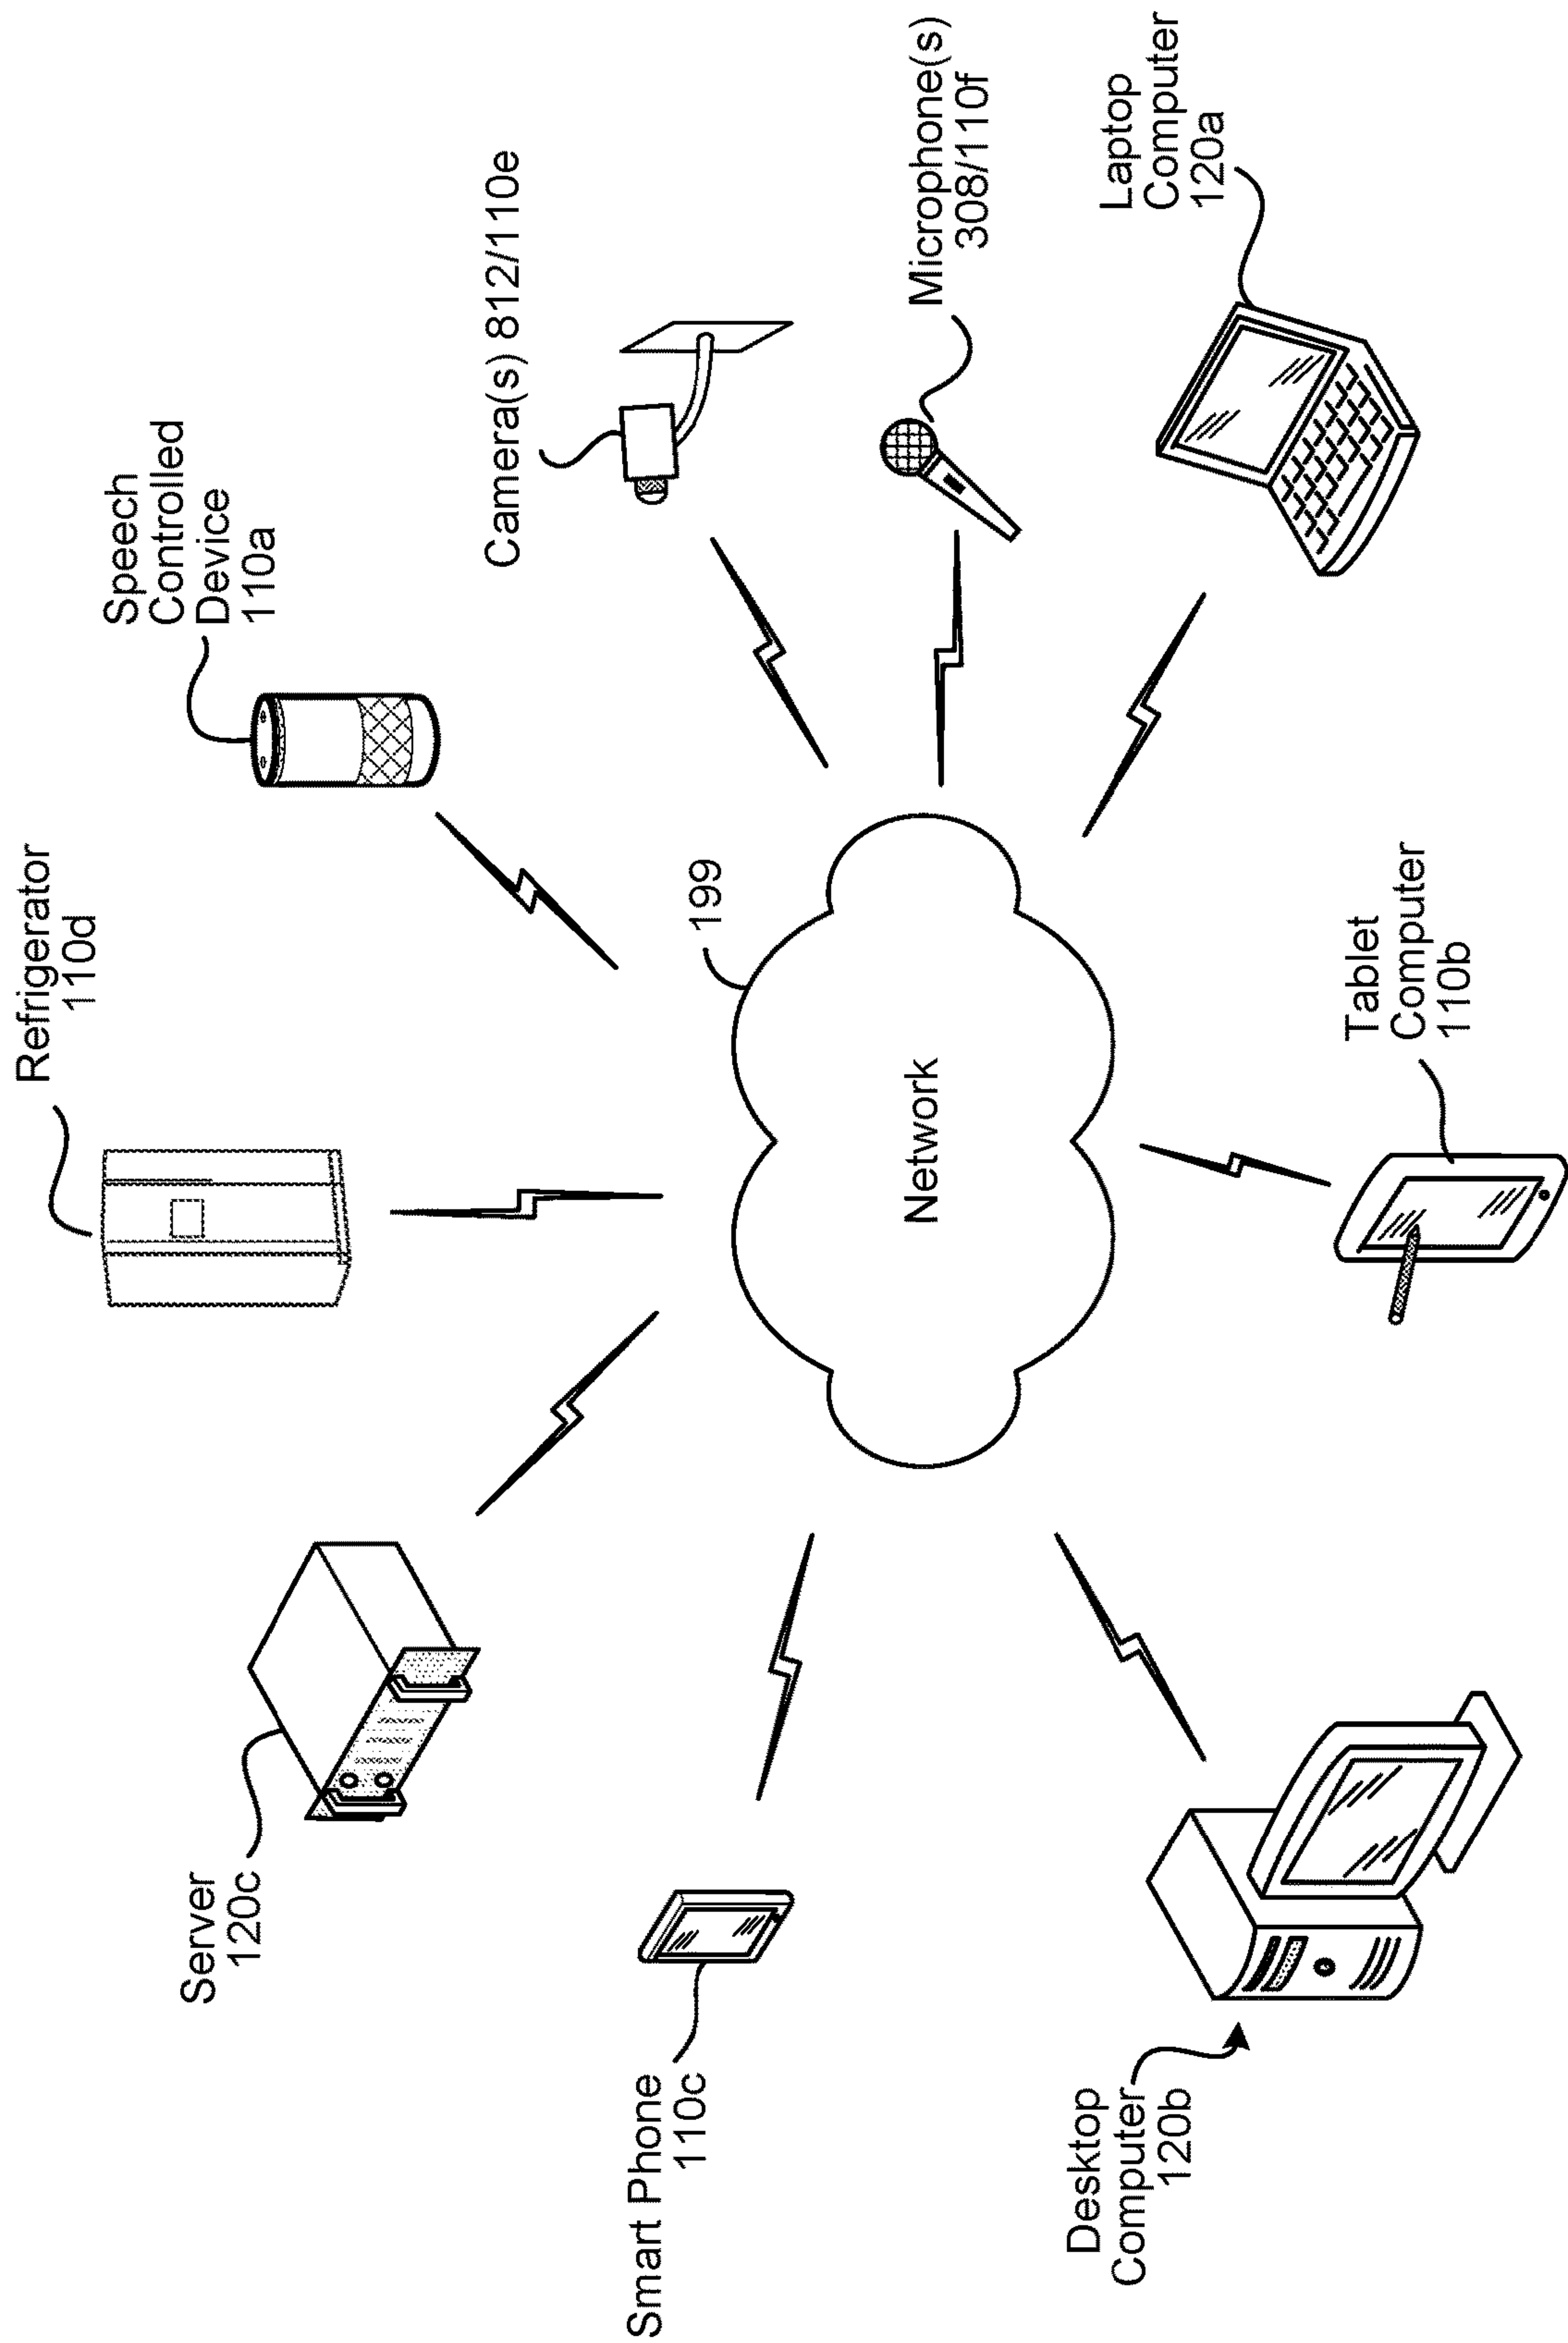 Refrigerator
110d
Speech
Controlled
Device
110a
Server
120c
Camera(s) 812/110e
Smart Phone
110c
199
Network
Microphone(s)
308/110f
Desktop
Computer
120b
Tablet
Computer
110b
Laptop
Computer
120a